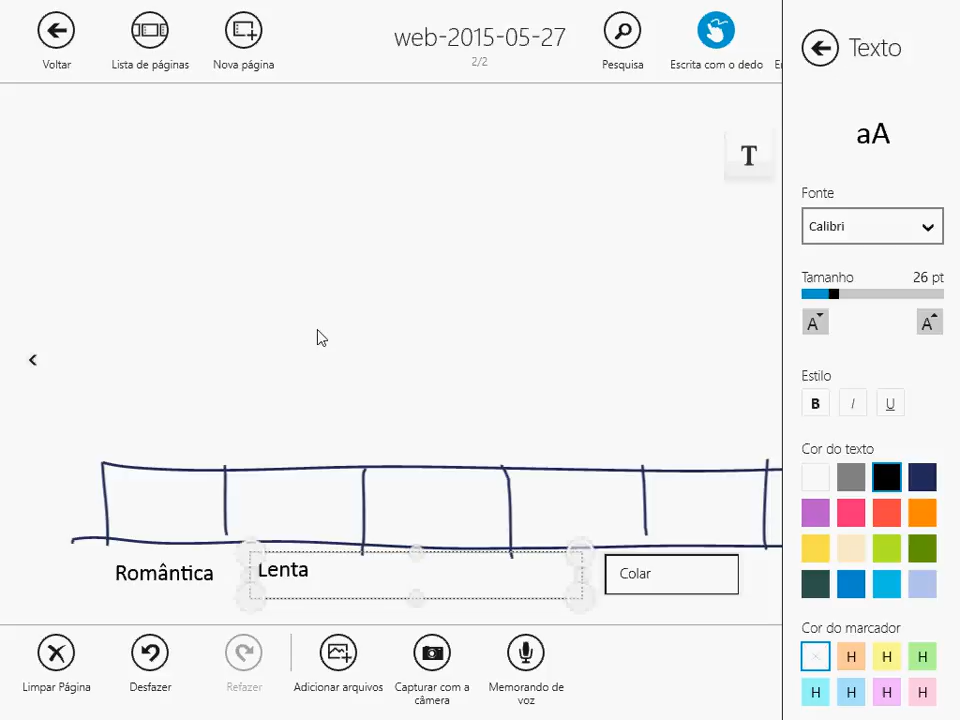 Voltar
Lista de páginas
Nova página
web-2015-05-27
2/2
Pesquisa
Escrita com o dedo
Texto
aA
T
Fonte
Calibri
Tamanho 26 pt
A A
Estilo
B I U
Cor do texto
Romântica
Lenta
Colar
Cor do marcador
H H H
H H H H
Limpar Página
Desfazer
Refazer
Adicionar arquivos
Capturar com a
câmera
Memorando de
voz